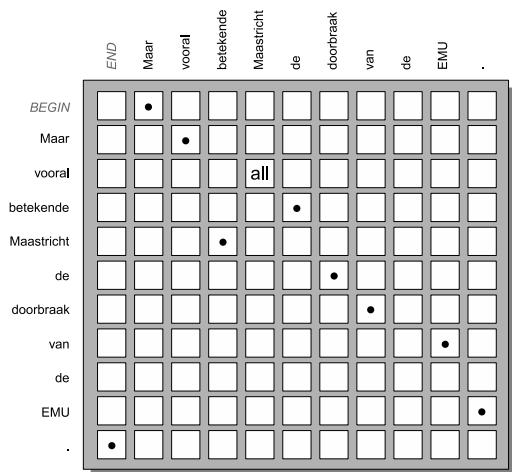 END Maar vooral betekende Maastricht de doorbraak van de EMU .
BEGIN
Maar
vooral all
betekende
Maastricht
de
doorbraak
van
de
EMU
.